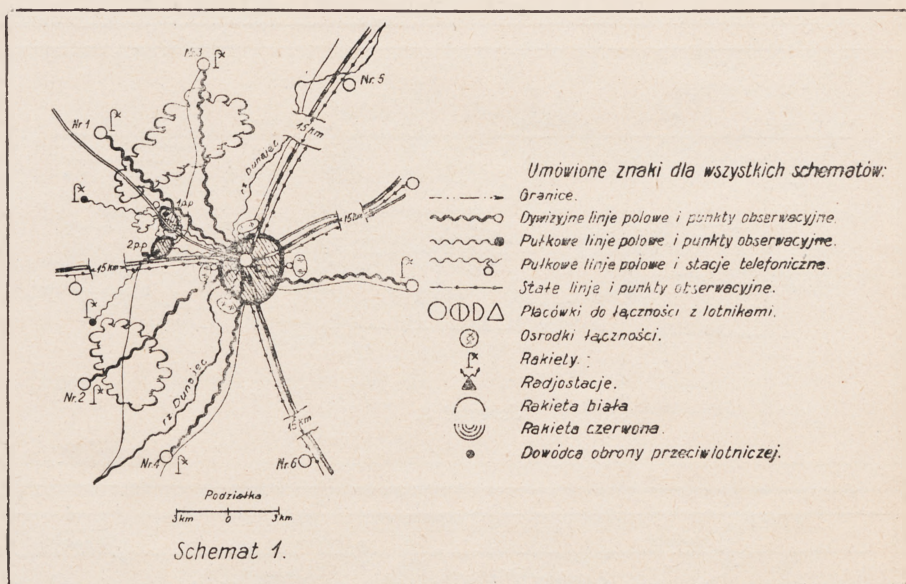 Nr.1
Nr. 5
15 km
rz. Dunajec
15 km
1 p.p
2 p.p.
15 km
Nr. 2
rz Dunajec
15 km
Nr. 4
Nr. 6
Podziałka
3 km 0 3 km
Schemat 1.
Umówione znaki dla wszystkich schematów:
Granice.
Dywizyjne linje polowe i punkty obserwacyjne.
Pułkowe linje polowe i punkty obserwacyjne.
Pułkowe linje polowe i stacje telefoniczne.
Stałe linje i punkty obserwacyjne.
Placówki do łączności z lotnikami.
Osrodki łączności.
Rakiety.:
Radjostacje.
Rakieta biała
Rakieta czerwona.
Dowódca obrony przeciwlotniczej.